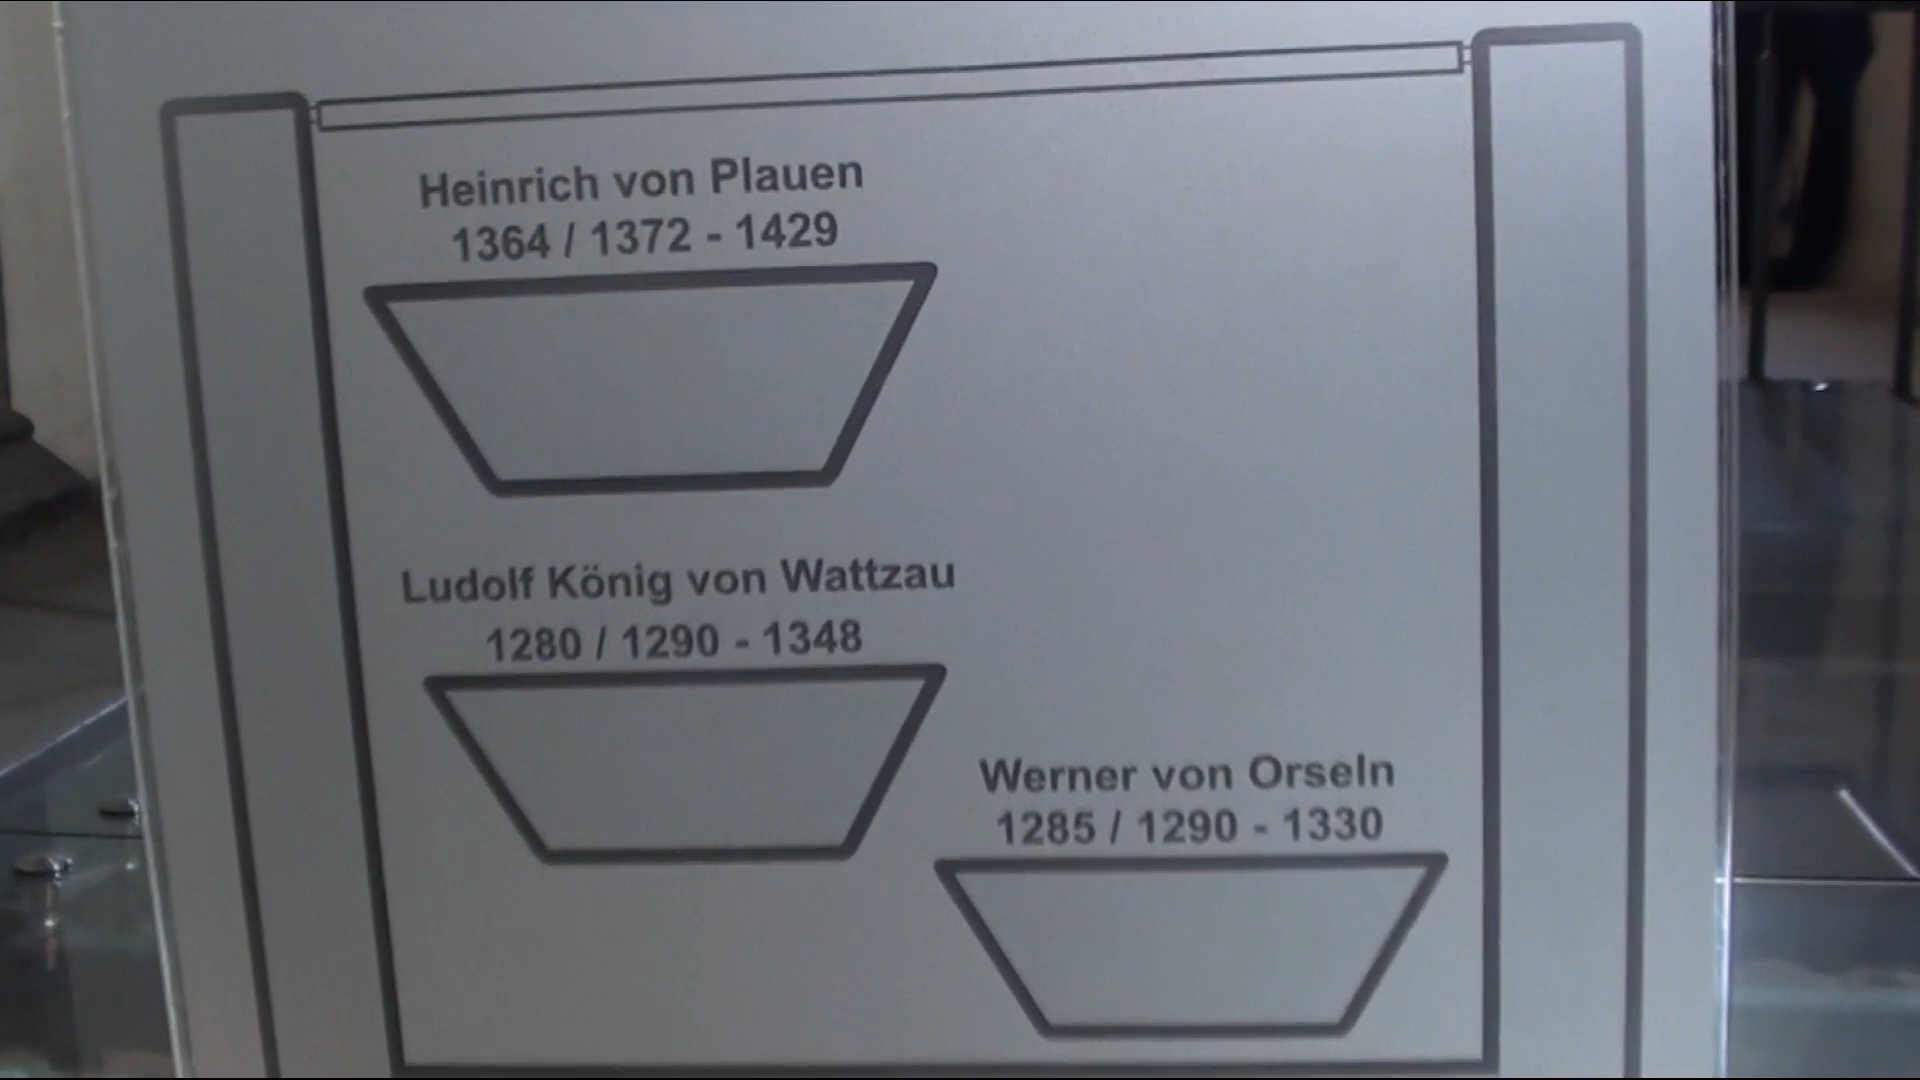 Heinrich von Plauen
1364 / 1372 - 1429
Ludolf König von Wattzau
1280 / 1290 - 1348
Werner von Orseln
1285 / 1290 - 1330